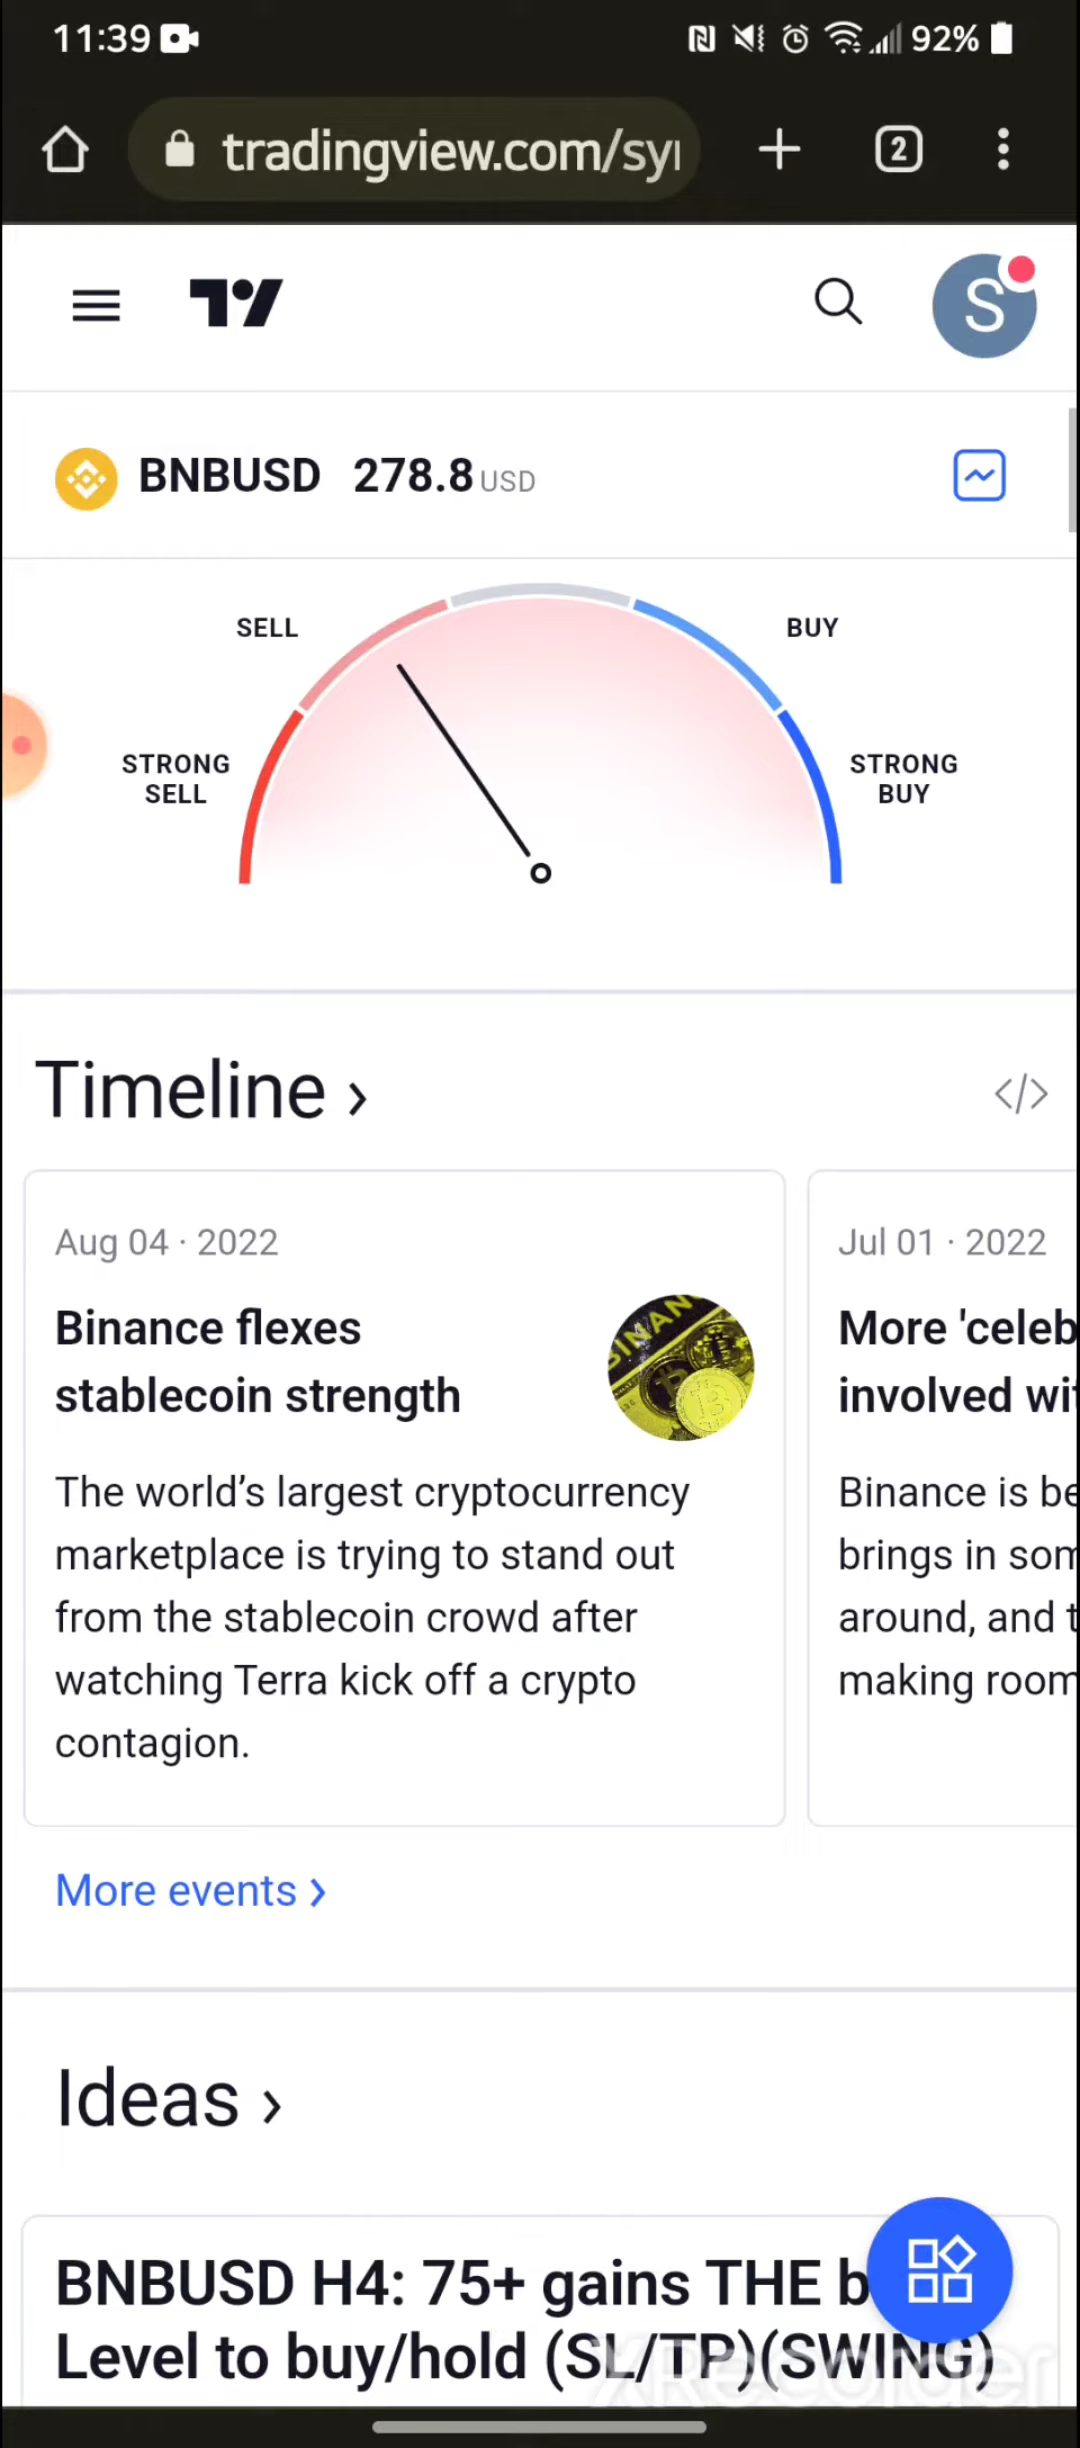 11:39 92%
tradingview.com/syı
2
S
BNBUSD 278.8 USD
SELL BUY
STRONG SELL
STRONG BUY
Timeline ›
</>
Aug 04 · 2022
Binance flexes
stablecoin strength
BINAN
The world’s largest cryptocurrency
marketplace is trying to stand out
from the stablecoin crowd after
watching Terra kick off a crypto
contagion.
Jul 01 · 2022
More 'celeb
involved wi
Binance is be
brings in som
around, and t
making room
More events ›
Ideas ›
BNBUSD H4: 75+ gains THE b
Level to buy/hold (SL/TP)(SWING)
XRecorder